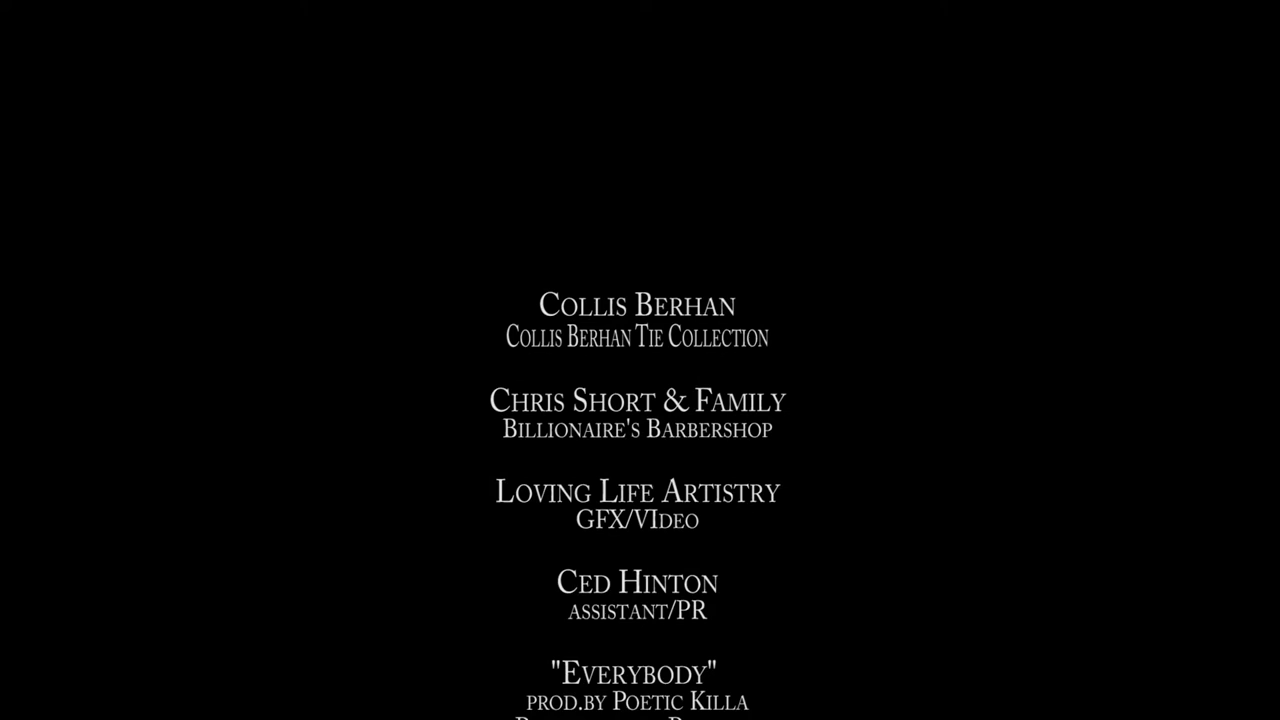 Collis Berhan
Collis Berhan Tie Collection
Chris Short & Family
Billionaire's Barbershop
Loving Life Artistry
GFX/VIdeo
Ced Hinton
assistant/PR
"Everybody"
prod.by Poetic Killa